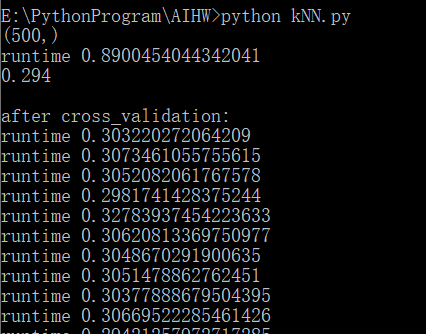 E:\PythonProgram\AIHW>python kNN.py
(500,)
runtime 0.8900454044342041
0.294
after cross_validation:
runtime 0.303220272064209
runtime 0.3073461055755615
runtime 0.3052082061767578
runtime 0.2981741428375244
runtime 0.32783937454223633
runtime 0.30620813369750977
runtime 0.3048670291900635
runtime 0.3051478862762451
runtime 0.30377888679504395
runtime 0.30669522285461426